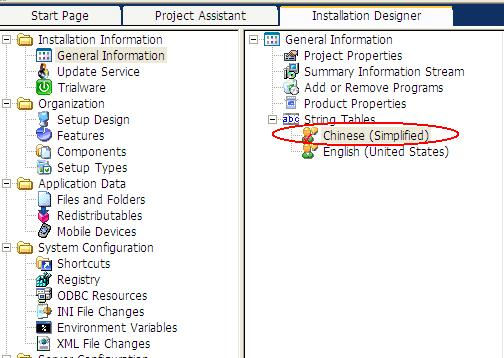 Start Page
Project Assistant
Installation Designer
Installation Information
General Information
Update Service
Trialware
Organization
Setup Design
Features
Components
Setup Types
Application Data
Files and Folders
Redistributables
Mobile Devices
System Configuration
Shortcuts
Registry
ODBC Resources
INI File Changes
Environment Variables
XML File Changes
Server Configuration
General Information
Project Properties
Summary Information Stream
Add or Remove Programs
Product Properties
abc String Tables
Chinese (Simplified)
English (United States)